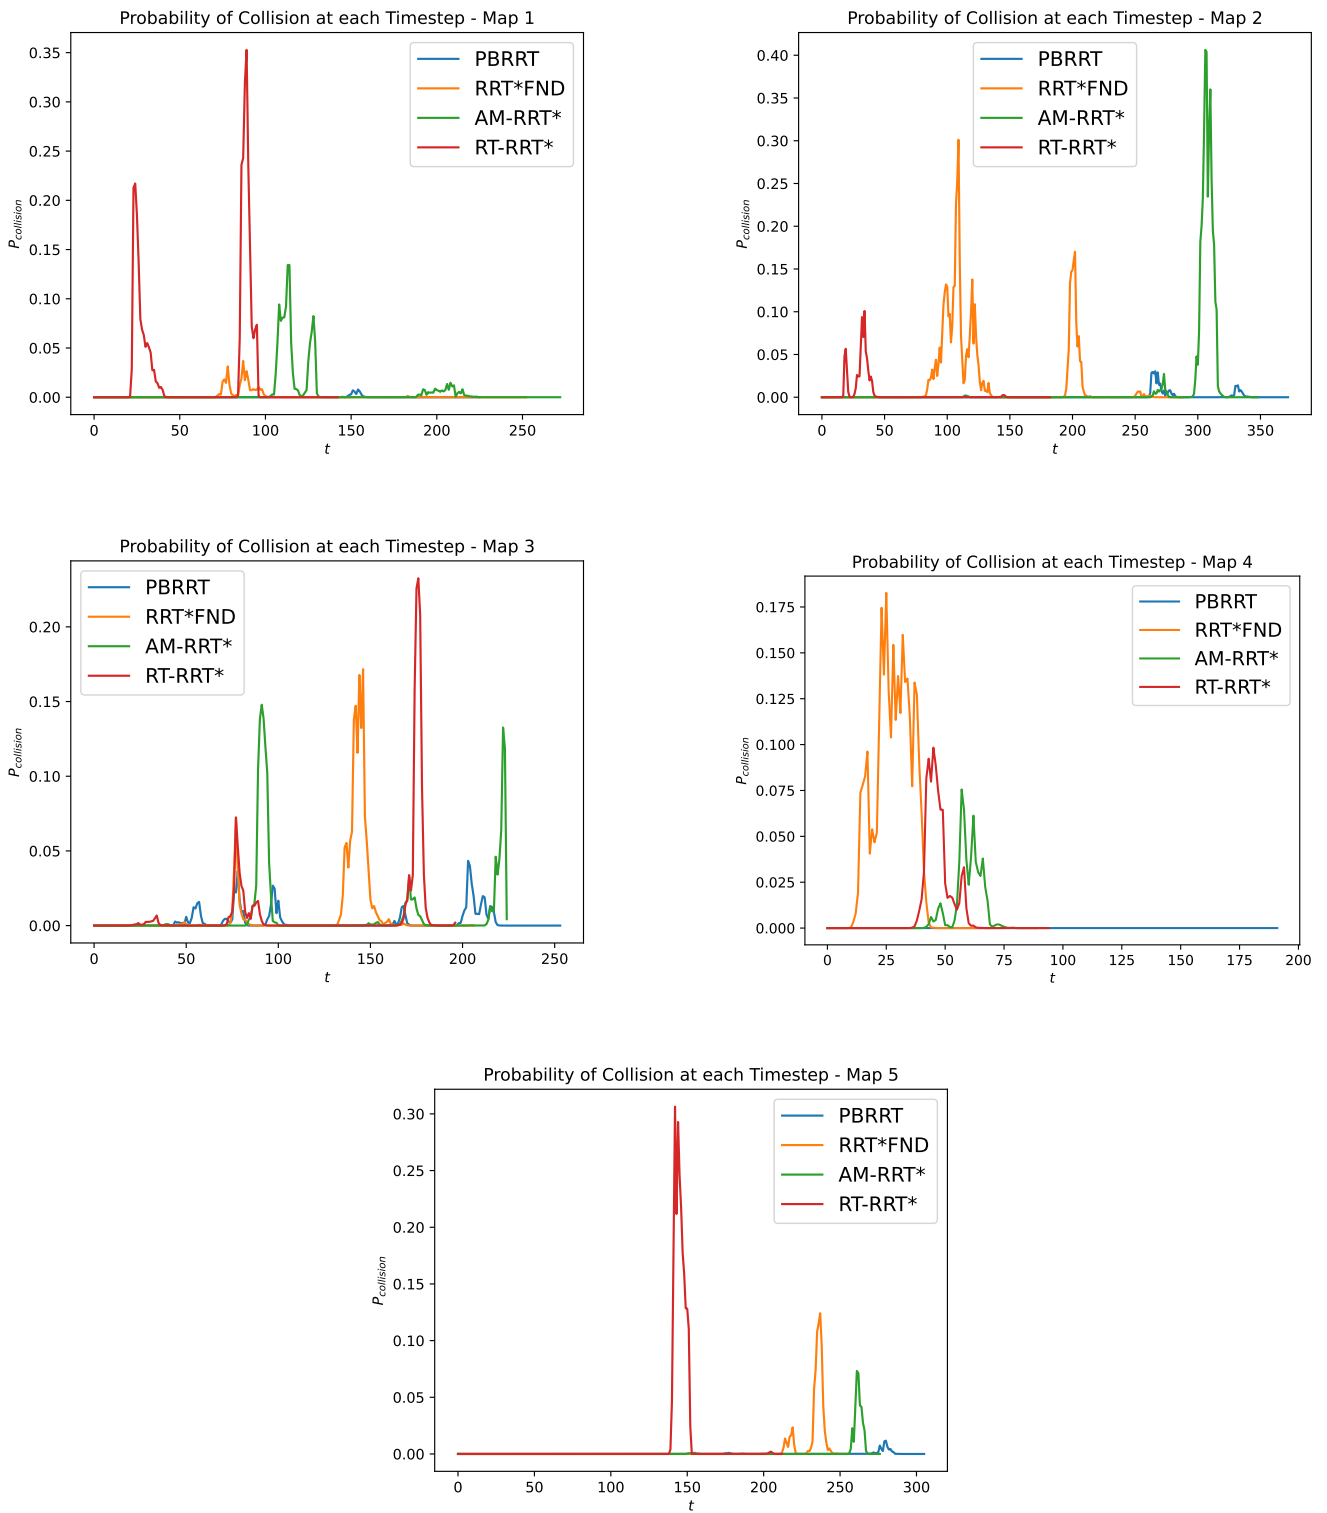 Probability of Collision at each Timestep - Map 1
0.35
0.30
0.25
0.20
0.15
0.10
0.05
0.00
P_collision
0 50 100 150 200 250
t
PBRRT
RRT*FND
AM-RRT*
RT-RRT*
Probability of Collision at each Timestep - Map 2
0.40
0.35
0.30
0.25
0.20
0.15
0.10
0.05
0.00
P_collision
0 50 100 150 200 250 300 350
t
PBRRT
RRT*FND
AM-RRT*
RT-RRT*
Probability of Collision at each Timestep - Map 3
0.20
0.15
0.10
0.05
0.00
P_collision
0 50 100 150 200 250
t
PBRRT
RRT*FND
AM-RRT*
RT-RRT*
Probability of Collision at each Timestep - Map 4
0.175
0.150
0.125
0.100
0.075
0.050
0.025
0.000
P_collision
0 25 50 75 100 125 150 175 200
t
PBRRT
RRT*FND
AM-RRT*
RT-RRT*
Probability of Collision at each Timestep - Map 5
0.30
0.25
0.20
0.15
0.10
0.05
0.00
P_collision
0 50 100 150 200 250 300
t
PBRRT
RRT*FND
AM-RRT*
RT-RRT*